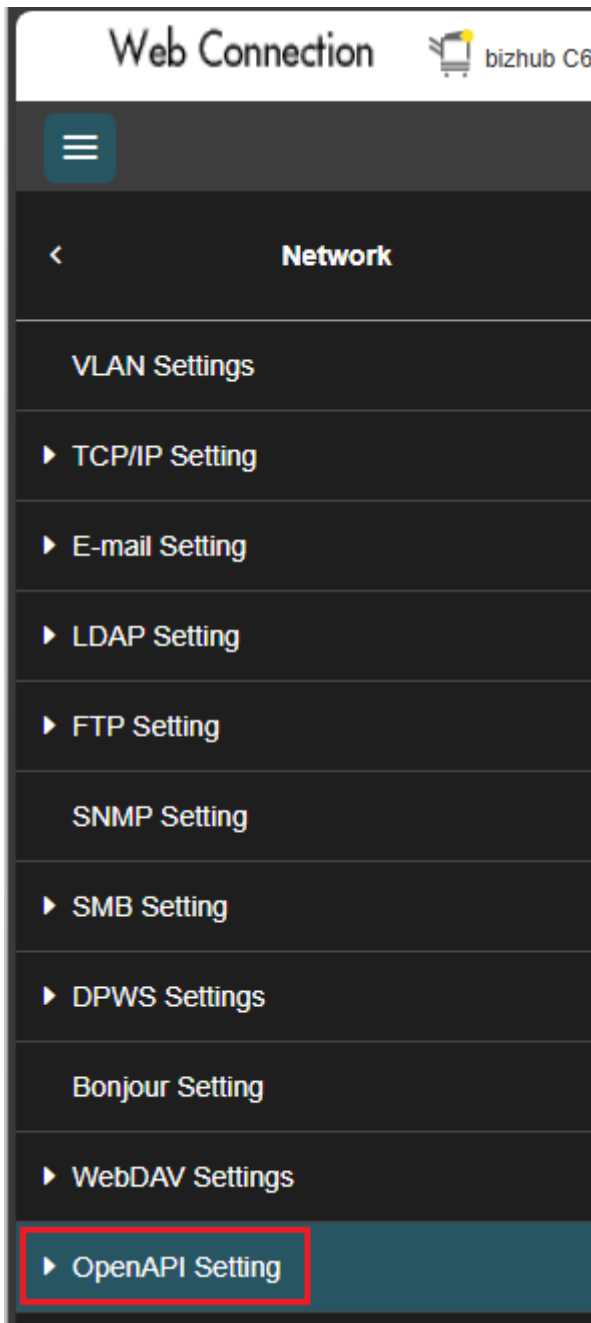 Web Connection bizhub C6
Network
VLAN Settings
TCP/IP Setting
E-mail Setting
LDAP Setting
FTP Setting
SNMP Setting
SMB Setting
DPWS Settings
Bonjour Setting
WebDAV Settings
OpenAPI Setting